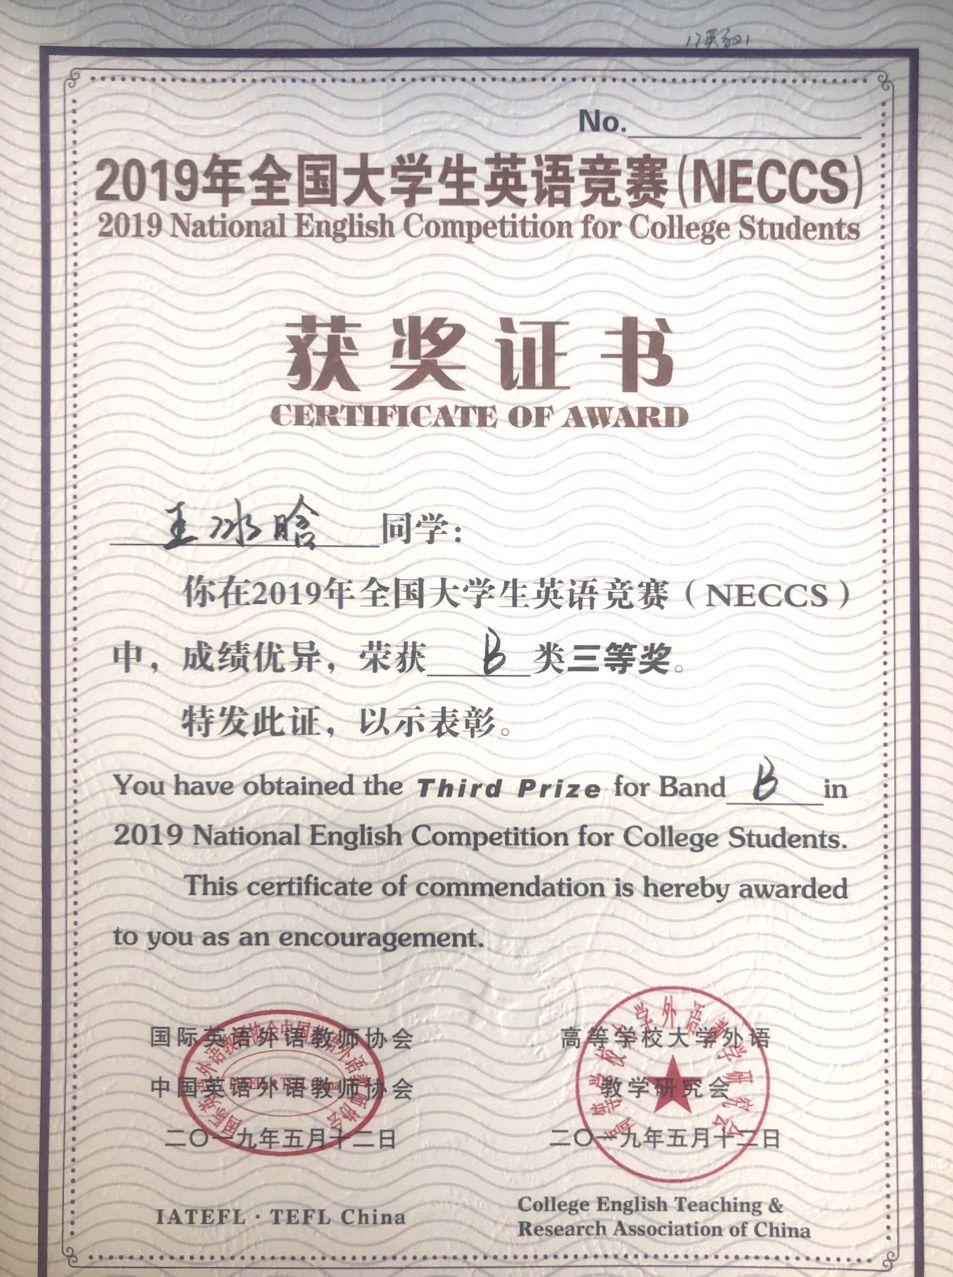 No.
2019年全国大学生英语竞赛(NECCS)
2019 National English Competition for College Students
获奖证书
CERTIFICATE OF AWARD
王冰晗 同学:
你在2019年全国大学生英语竞赛（NECCS）
中，成绩优异，荣获 B 类三等奖。
特发此证，以示表彰。
You have obtained the Third Prize for Band B in
2019 National English Competition for College Students.
This certificate of commendation is hereby awarded
to you as an encouragement.
国际英语外语教师协会
中国英语外语教师协会
二〇一九年五月十二日
IATEFL · TEFL China
高等学校大学外语
教学研究会
二〇一九年五月十二日
College English Teaching &
Research Association of China